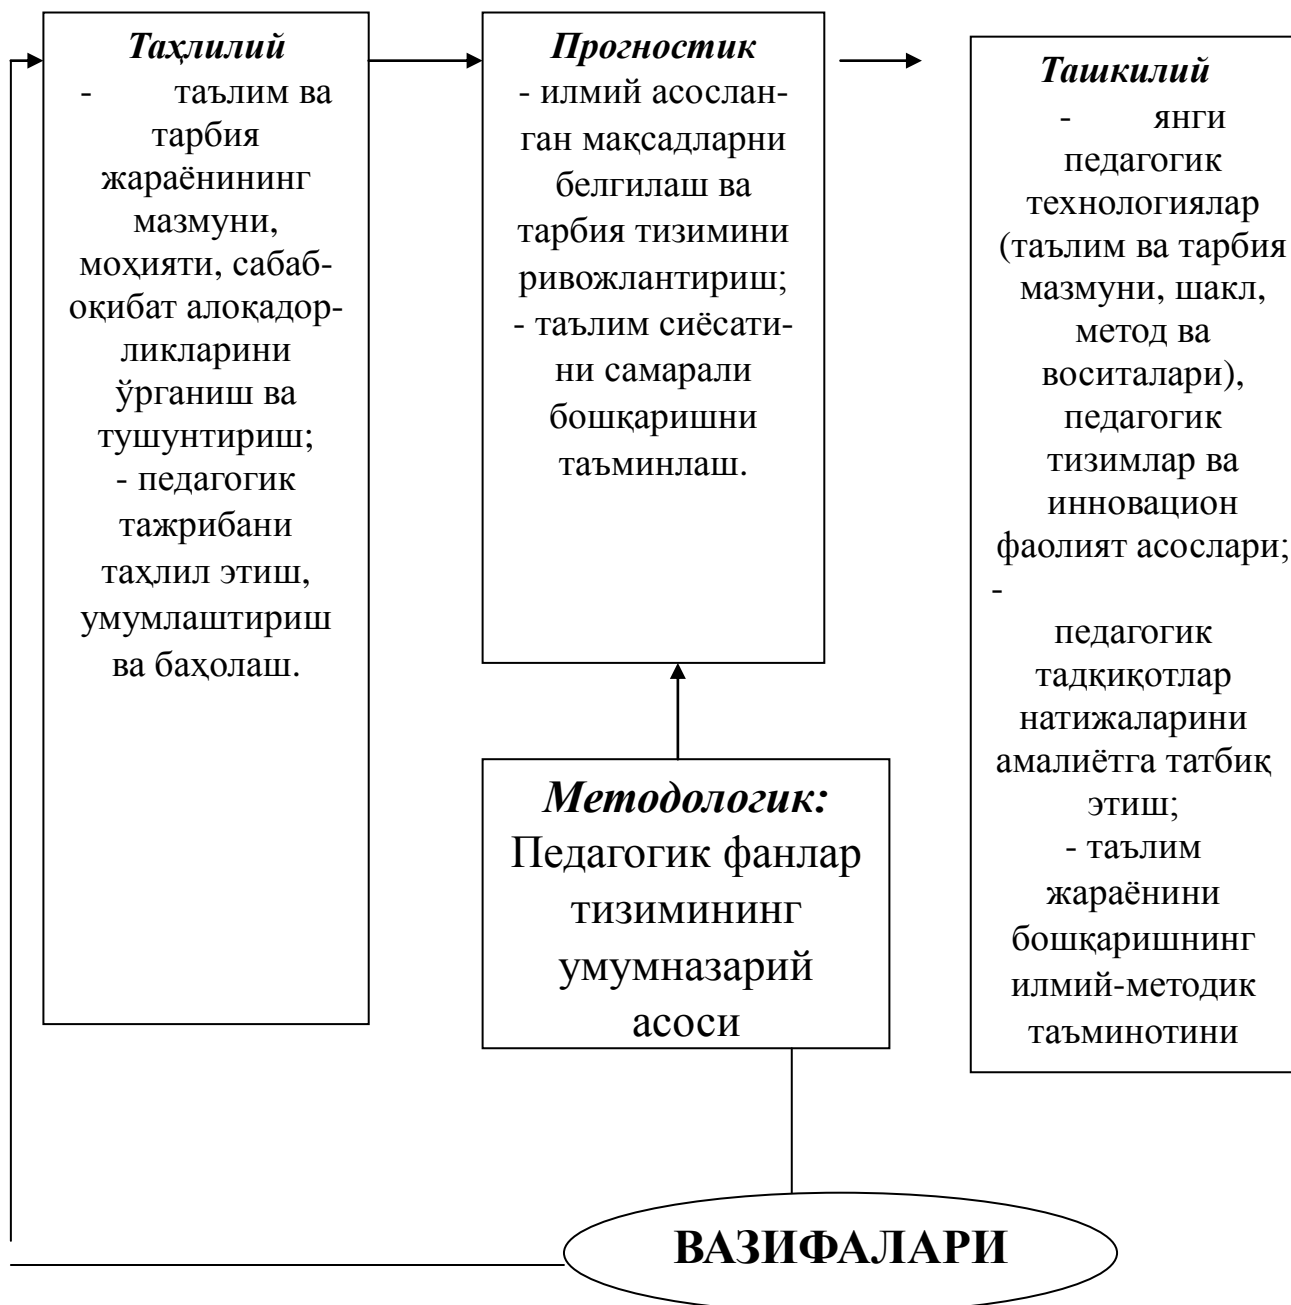 Таҳлилий
- таълим ва
тарбия
жараёнининг
мазмуни,
моҳияти, сабаб-
оқибат алоқадор-
ликларини
ўрганиш ва
тушунтириш;
- педагогик
тажрибани
таҳлил этиш,
умумлаштириш
ва баҳолаш.
Прогностик
- илмий асослан-
ган мақсадларни
белгилаш ва
тарбия тизимини
ривожлантириш;
- таълим сиёсати-
ни самарали
бошқаришни
таъминлаш.
Ташкилий
- янги
педагогик
технологиялар
(таълим ва тарбия
мазмуни, шакл,
метод ва
воситалари),
педагогик
тизимлар ва
инновацион
фаолият асослари;
-
педагогик
тадқиқотлар
натижаларини
амалиётга татбиқ
этиш;
- таълим
жараёнини
бошқаришнинг
илмий-методик
таъминотини
Методологик:
Педагогик фанлар
тизимининг
умумназарий
асоси
ВАЗИФАЛАРИ